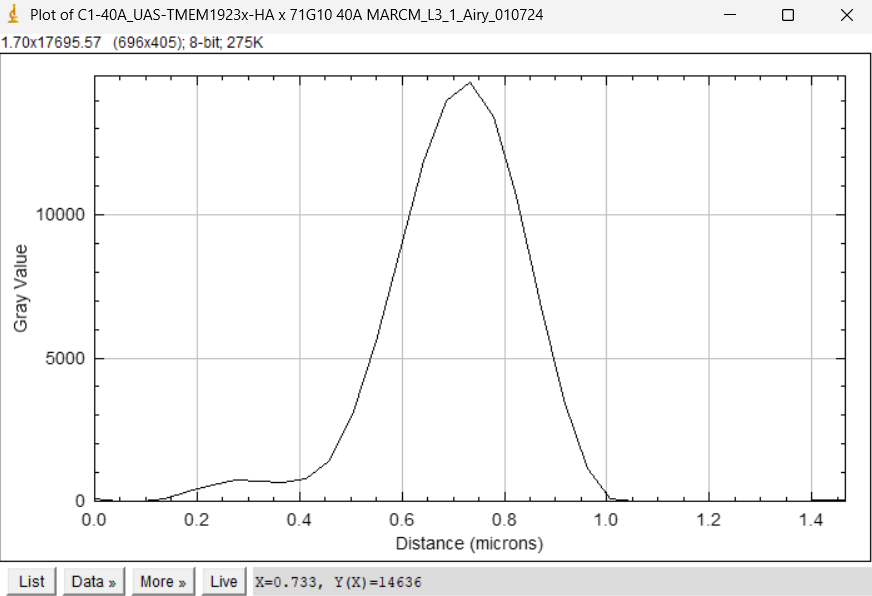 Plot of C1-40A_UAS-TMEM1923x-HA x 71G10 40A MARCM_L3_1_Airy_010724
1.70x17695.57 (696x405); 8-bit; 275K
10000
5000
0
Gray Value
0.0 0.2 0.4 0.6 0.8 1.0 1.2 1.4
Distance (microns)
List Data » More » Live X=0.733, Y(X)=14636